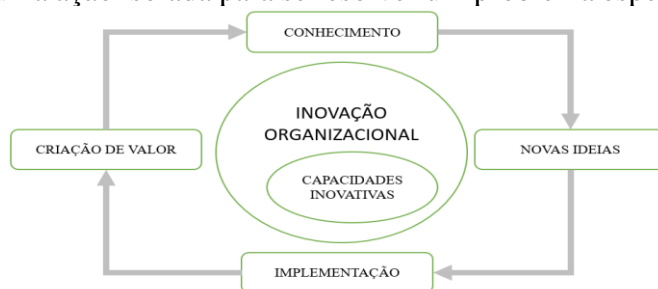 CONHECIMENTO
INOVAÇÃO
ORGANIZACIONAL
CRIAÇÃO DE VALOR
NOVAS IDEIAS
CAPACIDADES
INOVATIVAS
IMPLEMENTAÇÃO